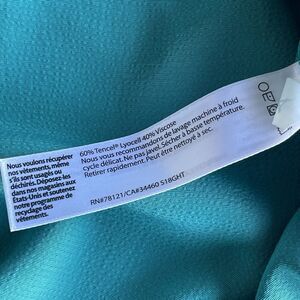 Nous voulons récupérer
nos vêtements, même
s'ils sont usagés ou
déchirés. Déposez-les
dans nos magasins aux
États-Unis et soutenez
notre programme de
recyclage des
vêtements.
60% Tencel® Lyocell 40% Viscose
Nous vous recommandons de lavage machine à froid
cycle délicat. Ne pas javel. Sécher à basse température.
Retirer rapidement. Peut être nettoyé à sec.
RN#78121/CA#34460 S18GHT